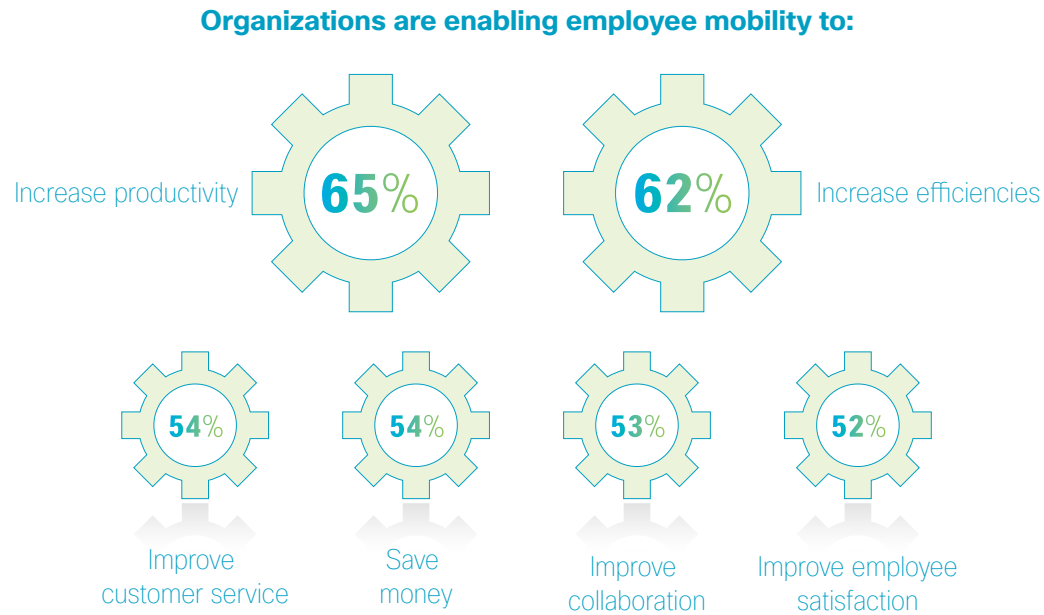 Organizations are enabling employee mobility to:
Increase productivity
65%
62%
Increase efficiencies
54%
54%
53%
52%
Improve
customer service
Save
money
Improve
collaboration
Improve employee
satisfaction